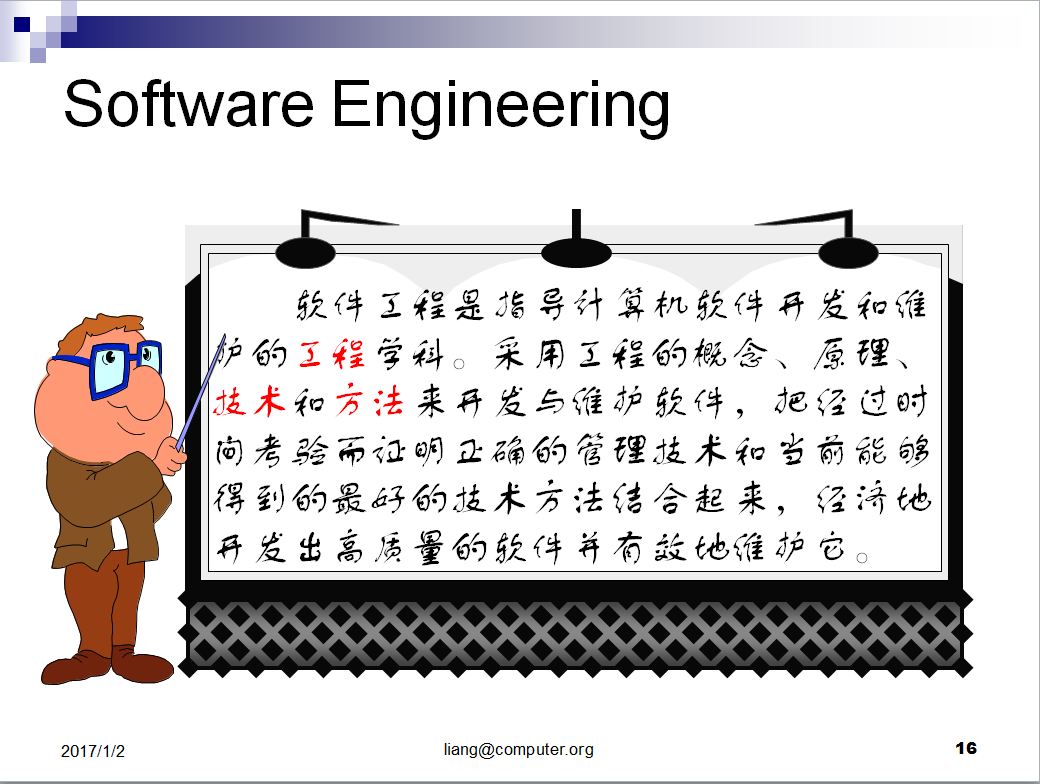 Software Engineering
软件工程是指导计算机软件开发和维
护的工程学科。采用工程的概念、原理、
技术和方法来开发与维护软件，把经过时
间考验而证明正确的管理技术和当前能够
得到的最好的技术方法结合起来，经济地
开发出高质量的软件并有效地维护它。
2017/1/2
liang@computer.org
16